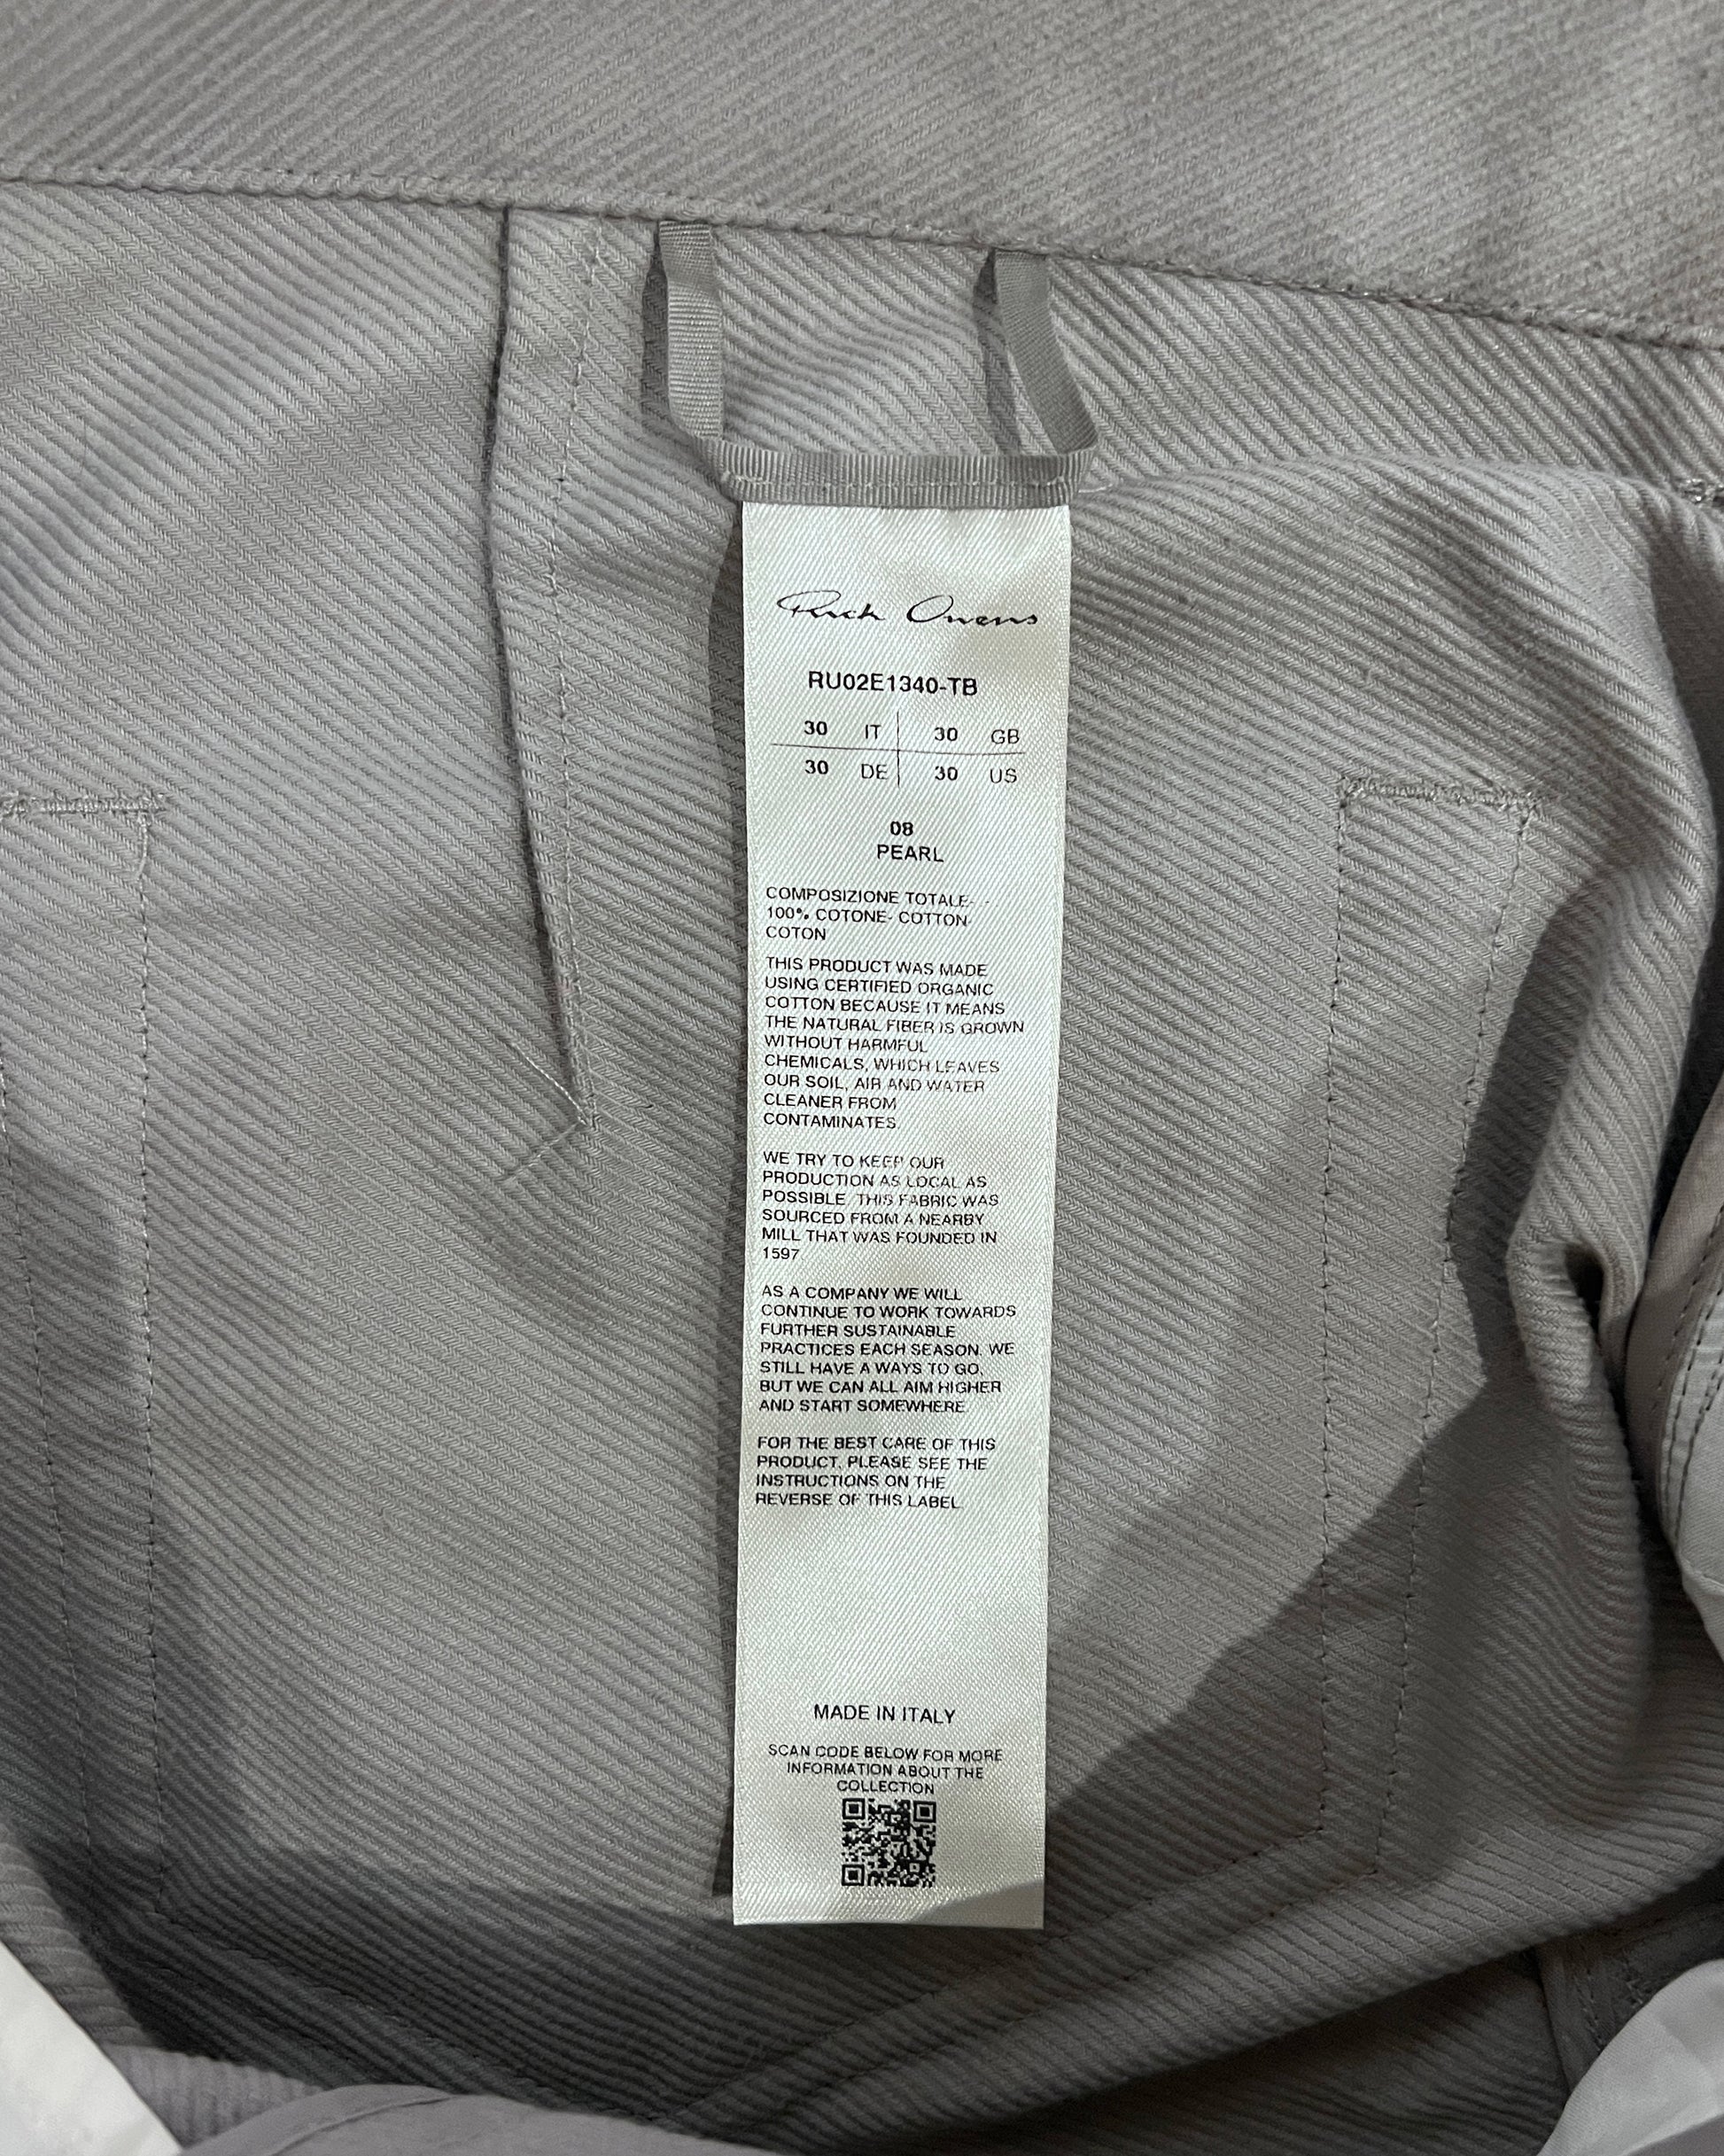 Rick Owens
RU02E1340-TB
30 IT 30 GB
30 DE 30 US
08
PEARL
COMPOSIZIONE TOTALE- -
100% COTONE- COTTON-
COTON
THIS PRODUCT WAS MADE
USING CERTIFIED ORGANIC
COTTON BECAUSE IT MEANS
THE NATURAL FIBER IS GROWN
WITHOUT HARMFUL
CHEMICALS, WHICH LEAVES
OUR SOIL, AIR AND WATER
CLEANER FROM
CONTAMINATES.
WE TRY TO KEEP OUR
PRODUCTION AS LOCAL AS
POSSIBLE. THIS FABRIC WAS
SOURCED FROM A NEARBY
MILL THAT WAS FOUNDED IN
1597
AS A COMPANY WE WILL
CONTINUE TO WORK TOWARDS
FURTHER SUSTAINABLE
PRACTICES EACH SEASON. WE
STILL HAVE A WAYS TO GO,
BUT WE CAN ALL AIM HIGHER
AND START SOMEWHERE.
FOR THE BEST CARE OF THIS
PRODUCT, PLEASE SEE THE
INSTRUCTIONS ON THE
REVERSE OF THIS LABEL.
MADE IN ITALY
SCAN CODE BELOW FOR MORE
INFORMATION ABOUT THE
COLLECTION